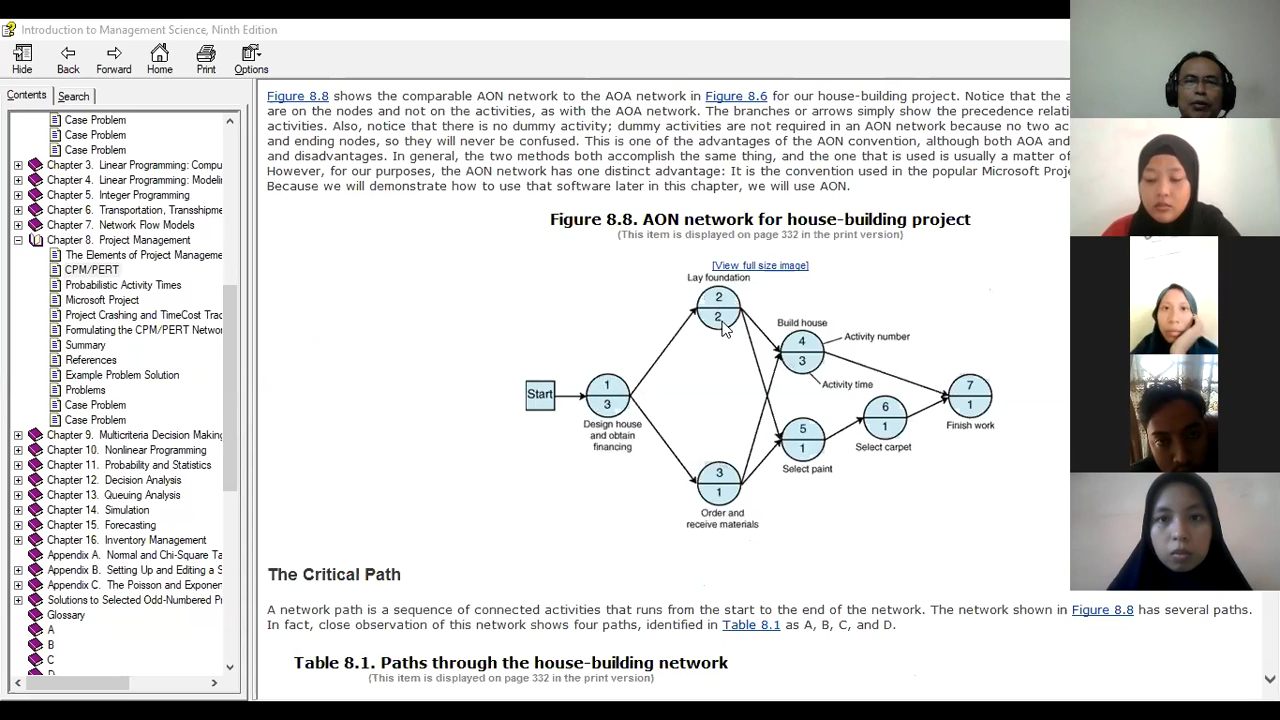 Introduction to Management Science, Ninth Edition
Hide
Back
Forward
Home
Print
Options
Contents
Search
Case Problem
Case Problem
Case Problem
Chapter 3. Linear Programming: Compu
Chapter 4. Linear Programming: Modeli
Chapter 5. Integer Programming
Chapter 6. Transportation, Transshipme
Chapter 7. Network Flow Models
Chapter 8. Project Management
The Elements of Project Manageme
CPM/PERT
Probabilistic Activity Times
Microsoft Project
Project Crashing and TimeCost Trac
Formulating the CPM/PERT Networ
Summary
References
Example Problem Solution
Problems
Case Problem
Case Problem
Chapter 9. Multicriteria Decision Making
Chapter 10. Nonlinear Programming
Chapter 11. Probability and Statistics
Chapter 12. Decision Analysis
Chapter 13. Queuing Analysis
Chapter 14. Simulation
Chapter 15. Forecasting
Chapter 16. Inventory Management
Appendix A. Normal and Chi-Square Ta
Appendix B. Setting Up and Editing a S
Appendix C. The Poisson and Exponen
Solutions to Selected Odd-Numbered Pr
Glossary
A
B
C
Figure 8.8 shows the comparable AON network to the AOA network in Figure 8.6 for our house-building project. Notice that the a
are on the nodes and not on the activities, as with the AOA network. The branches or arrows simply show the precedence relati
activities. Also, notice that there is no dummy activity; dummy activities are not required in an AON network because no two ac
and ending nodes, so they will never be confused. This is one of the advantages of the AON convention, although both AOA and
and disadvantages. In general, the two methods both accomplish the same thing, and the one that is used is usually a matter of
However, for our purposes, the AON network has one distinct advantage: It is the convention used in the popular Microsoft Proje
Because we will demonstrate how to use that software later in this chapter, we will use AON.
Figure 8.8. AON network for house-building project
(This item is displayed on page 332 in the print version)
[View full size image]
Lay foundation
2
2
Build house
4
3
Activity number
Activity time
Start
1
3
Design house
and obtain
financing
7
1
Finish work
6
1
Select carpet
5
1
Select paint
3
1
Order and
receive materials
The Critical Path
A network path is a sequence of connected activities that runs from the start to the end of the network. The network shown in Figure 8.8 has several paths.
In fact, close observation of this network shows four paths, identified in Table 8.1 as A, B, C, and D.
Table 8.1. Paths through the house-building network
(This item is displayed on page 332 in the print version)